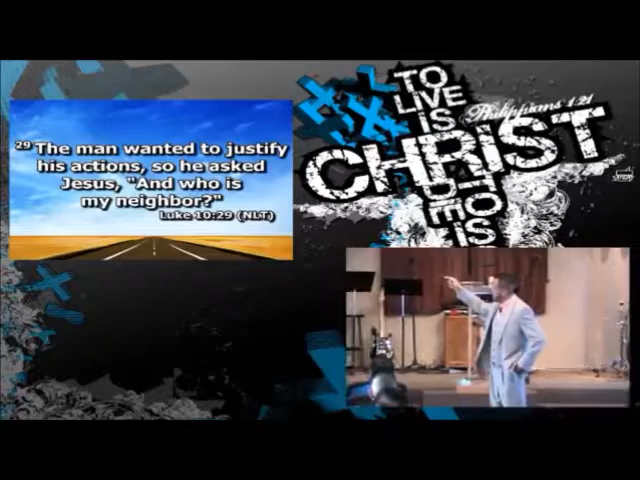 29 The man wanted to justify
his actions, so he asked
Jesus, "And who is
my neighbor?"
Luke 10:29 (NLT)
TO
LIVE
IS
Philippians 1:21
CHRIST
TO
DIE
IS